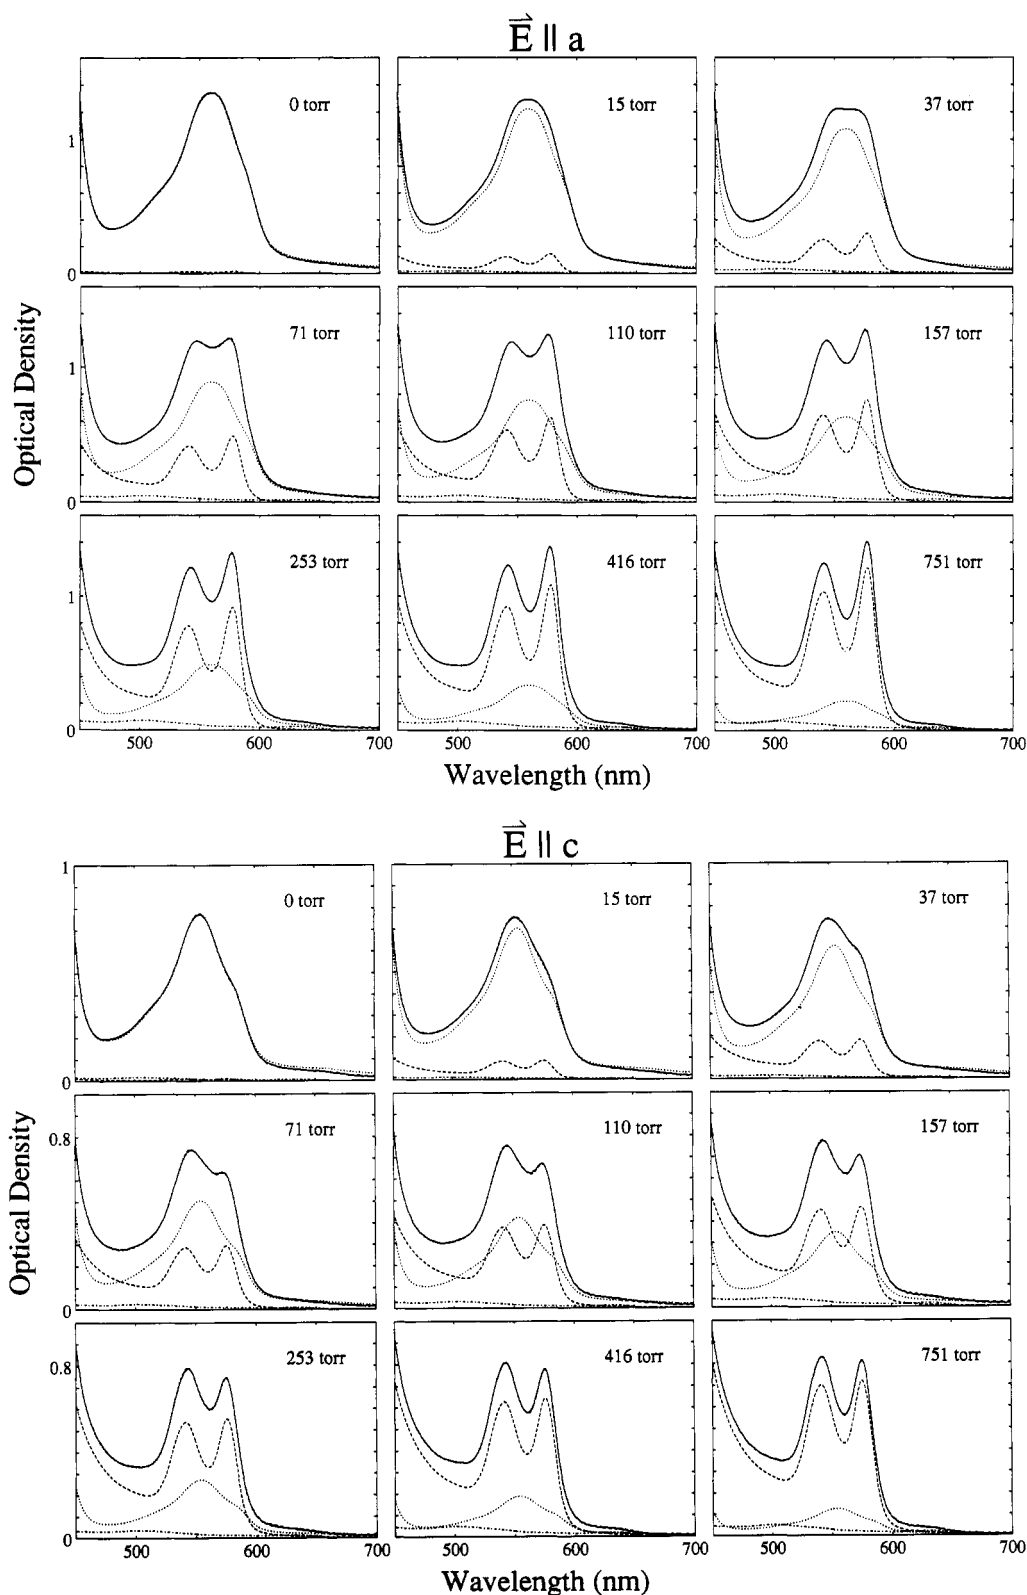 E || a
0 torr 15 torr 37 torr
1
0
71 torr 110 torr 157 torr
1
0
253 torr 416 torr 751 torr
1
0
500 600 700 500 600 700 500 600 700
Optical Density
Wavelength (nm)
E || c
1
0 torr 15 torr 37 torr
0
71 torr 110 torr 157 torr
0.8
0
253 torr 416 torr 751 torr
0.8
0
500 600 700 500 600 700 500 600 700
Optical Density
Wavelength (nm)